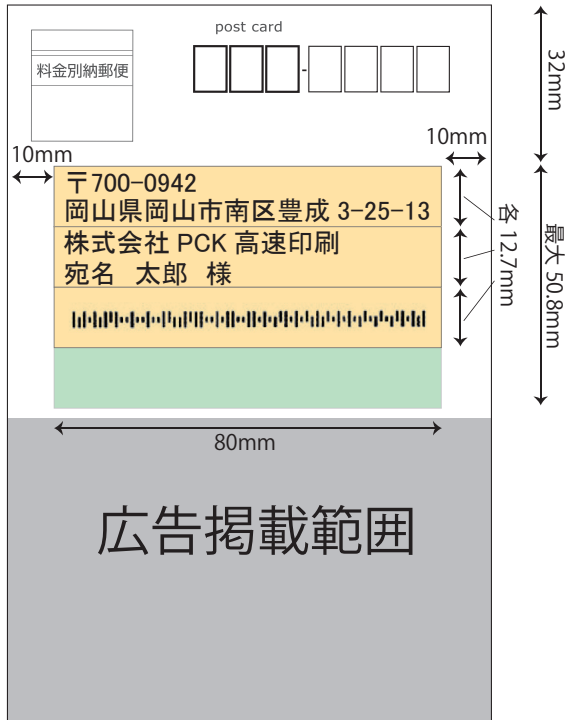 post card
料金別納郵便
-
32mm
10mm
10mm
〒700-0942
岡山県岡山市南区豊成 3-25-13
株式会社 PCK 高速印刷
宛名 太郎 様
各 12.7mm
最大 50.8mm
80mm
広告掲載範囲